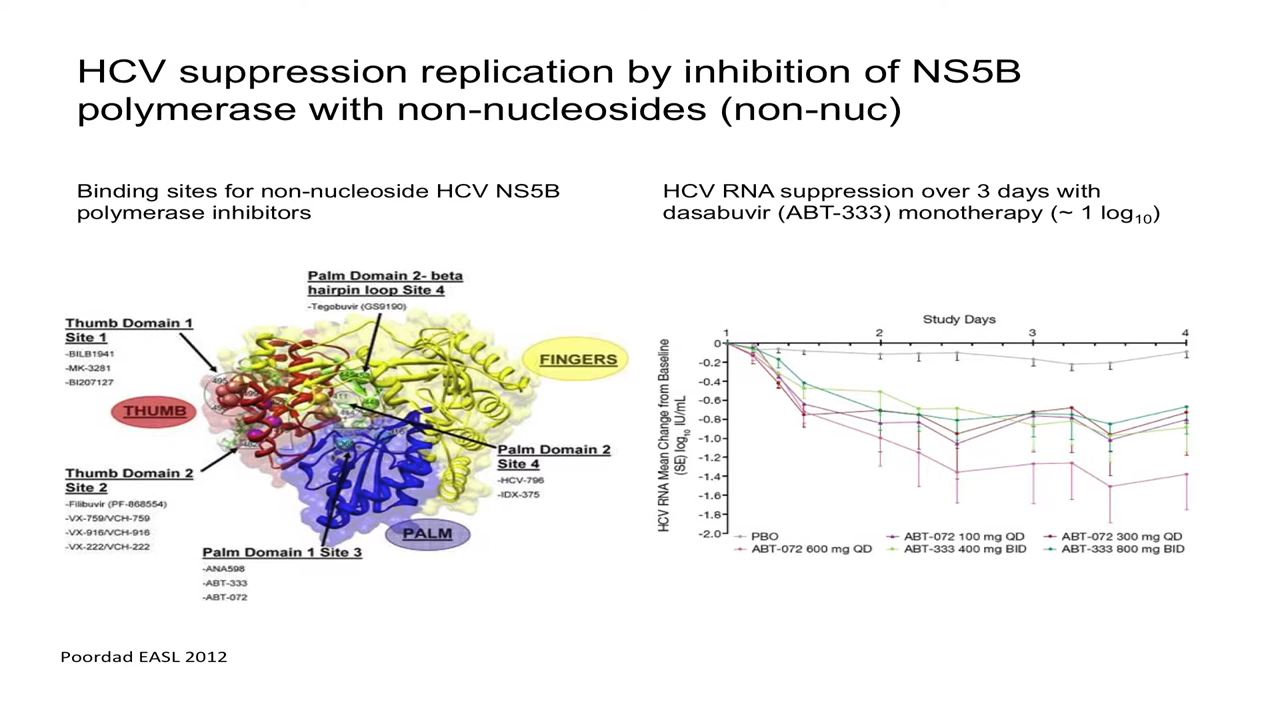 HCV suppression replication by inhibition of NS5B
polymerase with non-nucleosides (non-nuc)
Binding sites for non-nucleoside HCV NS5B
polymerase inhibitors
HCV RNA suppression over 3 days with
dasabuvir (ABT-333) monotherapy (~ 1 log10)
Palm Domain 2- beta
hairpin loop Site 4
-Tegobuvir (GS9190)
Thumb Domain 1
Site 1
-BILB1941
-MK-3281
-BI207127
FINGERS
THUMB
495
411
Thumb Domain 2
Site 2
-Filibuvir (PF-868554)
-VX-759/VCH-759
-VX-916/VCH-916
-VX-222/VCH-222
Palm Domain 2
Site 4
-HCV-796
-IDX-375
PALM
Palm Domain 1 Site 3
-ANA598
-ABT-333
-ABT-072
Study Days
1 2 3 4
HCV RNA Mean Change from Baseline
(SE) log10 IU/mL
0
-0.2
-0.4
-0.6
-0.8
-1.0
-1.2
-1.4
-1.6
-1.8
-2.0
PBO ABT-072 100 mg QD ABT-072 300 mg QD
ABT-072 600 mg QD ABT-333 400 mg BID ABT-333 800 mg BID
Poordad EASL 2012